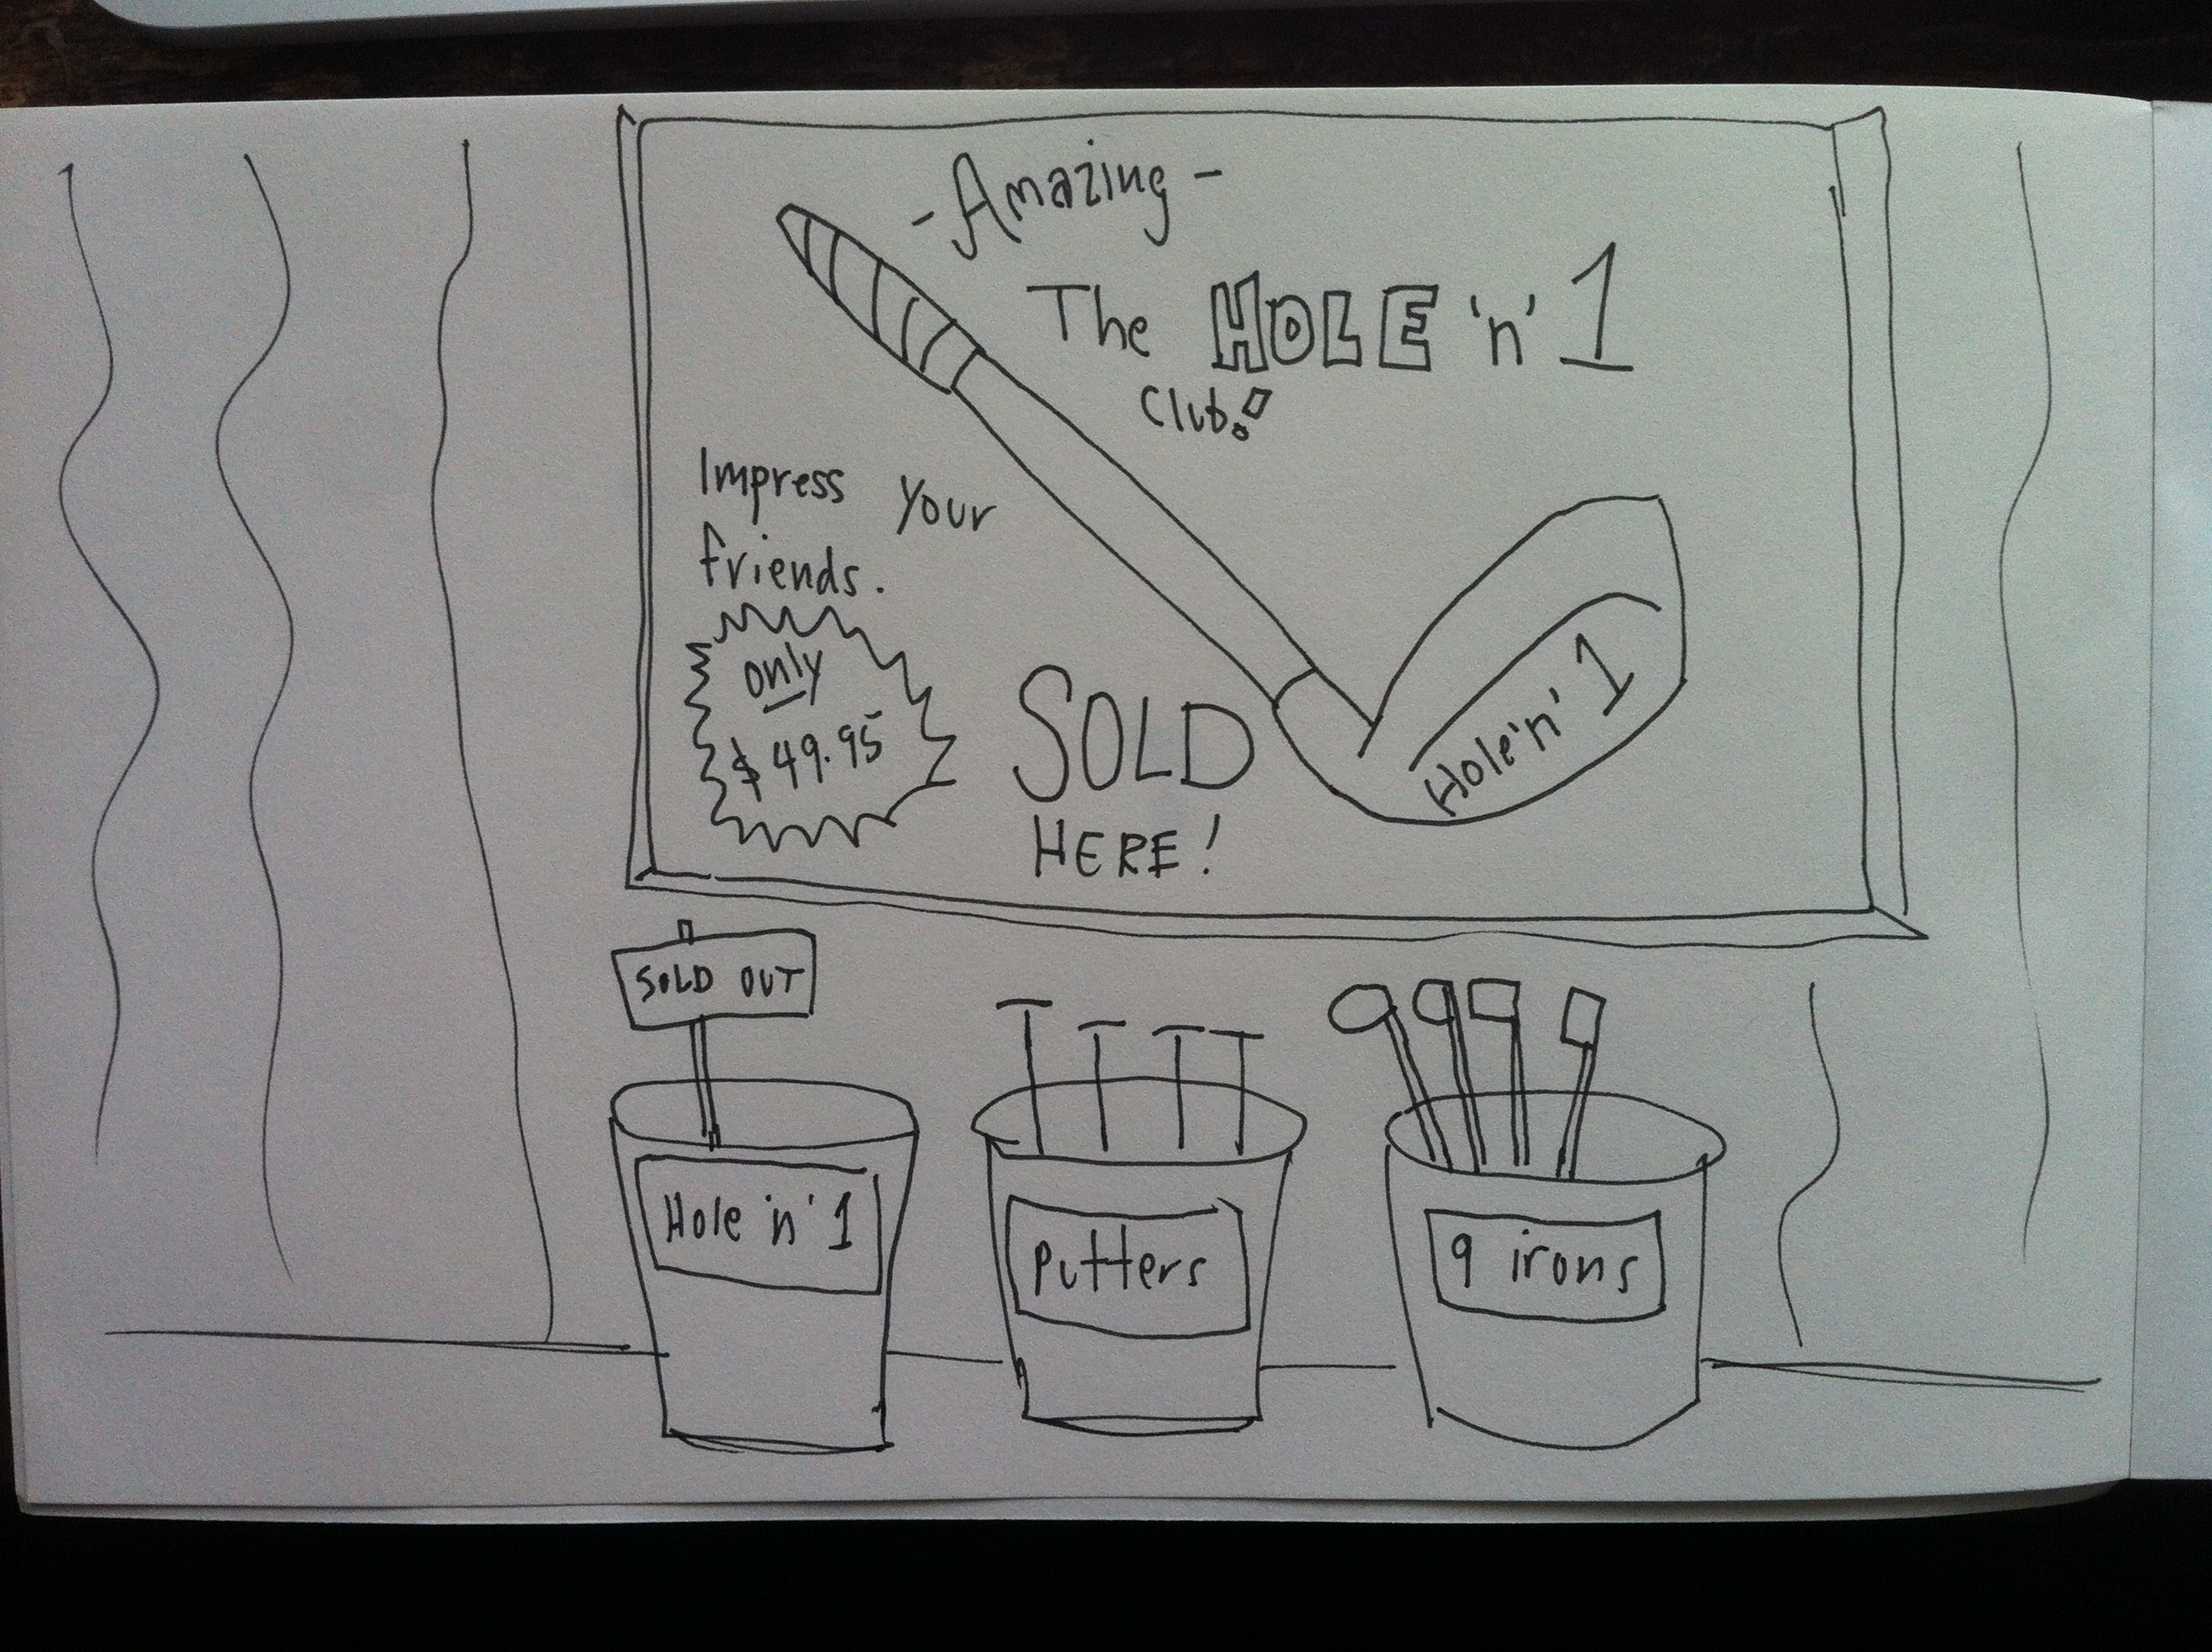 -Amazing-
The HOLE 'n' 1
Club!
Impress your
friends.
only
$49.95
SOLD
HERE!
Hole 'n' 1
SOLD OUT
Hole 'n' 1
Putters
9 irons